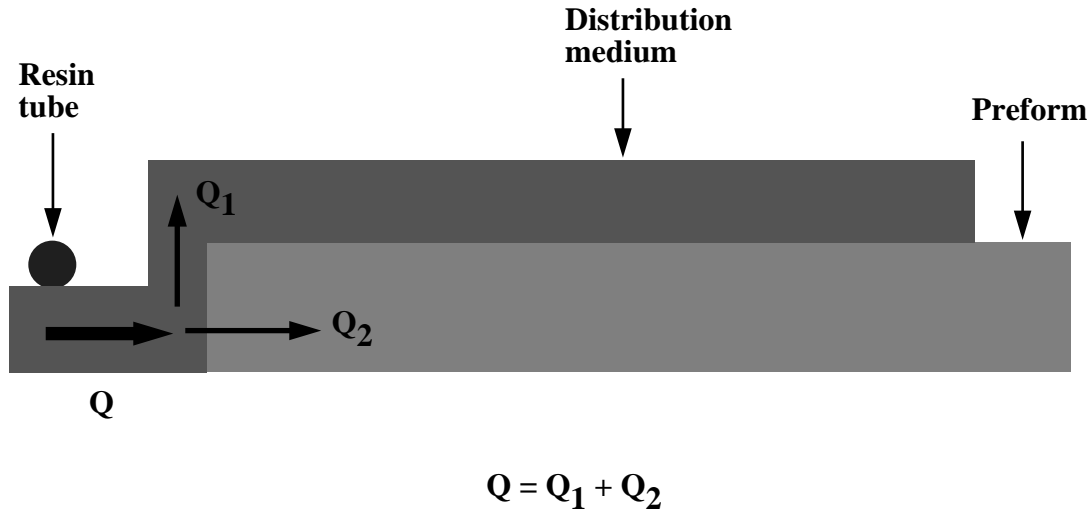 Distribution
medium
Resin
tube
Preform
Q1
Q2
Q
Q = Q1 + Q2